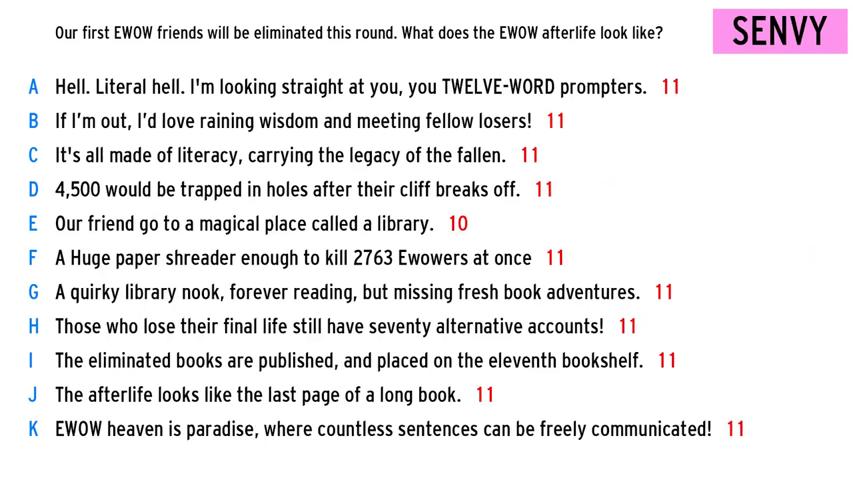 Our first EWOW friends will be eliminated this round. What does the EWOW afterlife look like?
SENVY
A Hell. Literal hell. I'm looking straight at you, you TWELVE-WORD prompters. 11
B If I'm out, I'd love raining wisdom and meeting fellow losers! 11
C It's all made of literacy, carrying the legacy of the fallen. 11
D 4,500 would be trapped in holes after their cliff breaks off. 11
E Our friend go to a magical place called a library. 10
F A Huge paper shreader enough to kill 2763 Ewowers at once 11
G A quirky library nook, forever reading, but missing fresh book adventures. 11
H Those who lose their final life still have seventy alternative accounts! 11
I The eliminated books are published, and placed on the eleventh bookshelf. 11
J The afterlife looks like the last page of a long book. 11
K EWOW heaven is paradise, where countless sentences can be freely communicated! 11